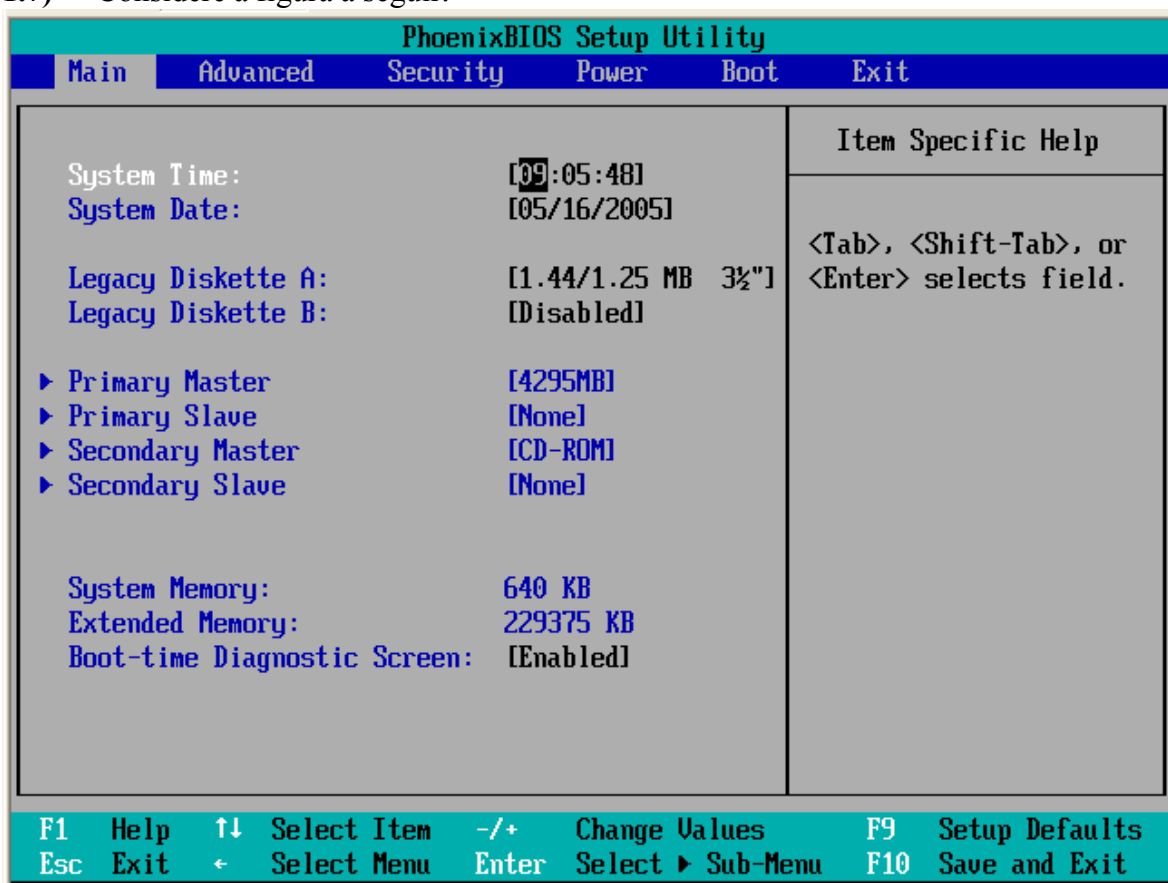 Considere a figura a seguir:
PhoenixBIOS Setup Utility
Main Advanced Security Power Boot Exit
Item Specific Help
System Time: [09:05:48]
System Date: [05/16/2005]
<Tab>, <Shift-Tab>, or
<Enter> selects field.
Legacy Diskette A: [1.44/1.25 MB 3½"]
Legacy Diskette B: [Disabled]
▶ Primary Master [4295MB]
▶ Primary Slave [None]
▶ Secondary Master [CD-ROM]
▶ Secondary Slave [None]
System Memory: 640 KB
Extended Memory: 229375 KB
Boot-time Diagnostic Screen: [Enabled]
F1 Help ↑↓ Select Item -/+ Change Values F9 Setup Defaults
Esc Exit ← Select Menu Enter Select ▶ Sub-Menu F10 Save and Exit